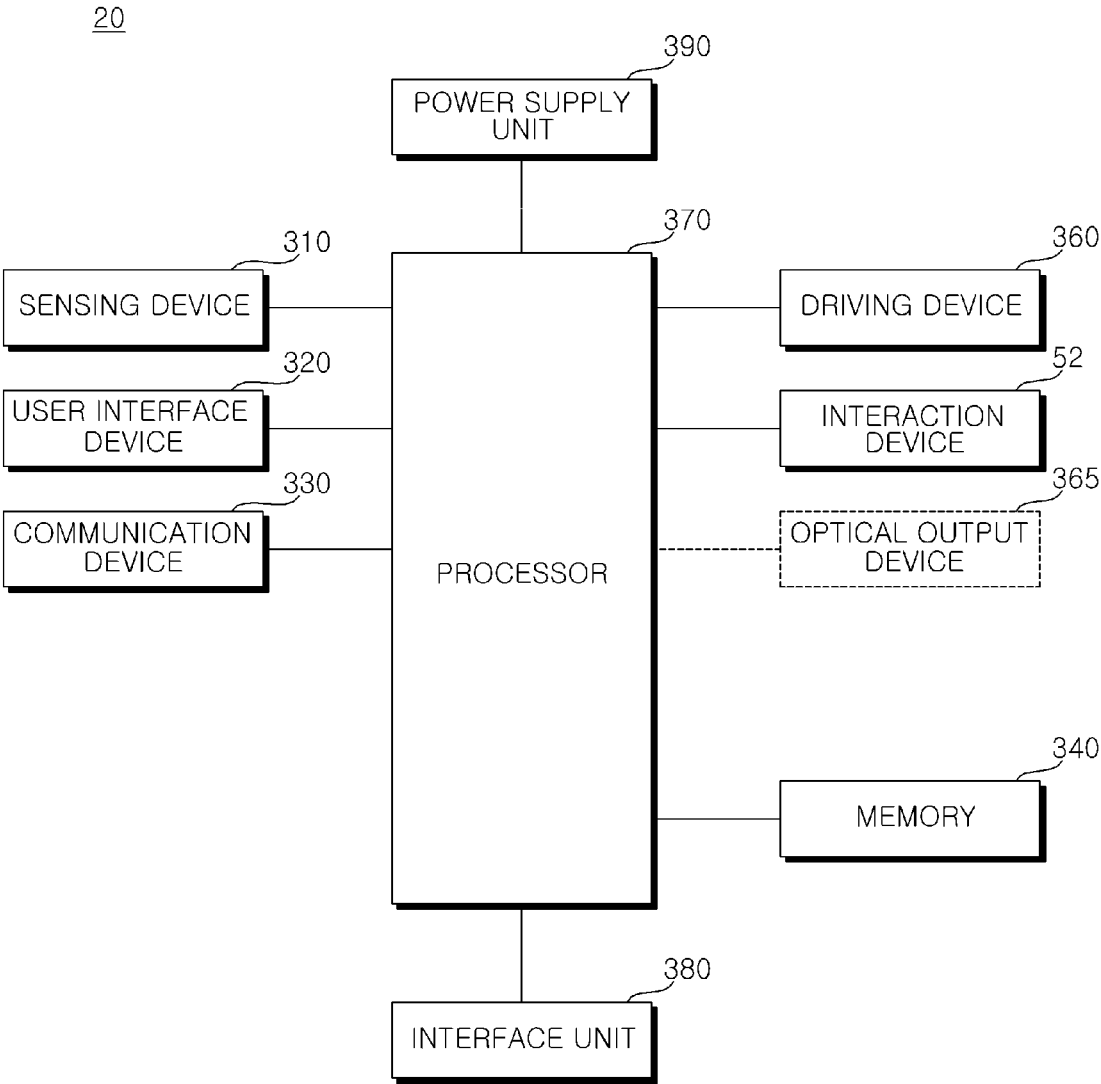 20
390
POWER SUPPLY
UNIT
370
310
SENSING DEVICE
360
DRIVING DEVICE
320
USER INTERFACE
DEVICE
52
INTERACTION
DEVICE
330
COMMUNICATION
DEVICE
365
OPTICAL OUTPUT
DEVICE
PROCESSOR
340
MEMORY
380
INTERFACE UNIT